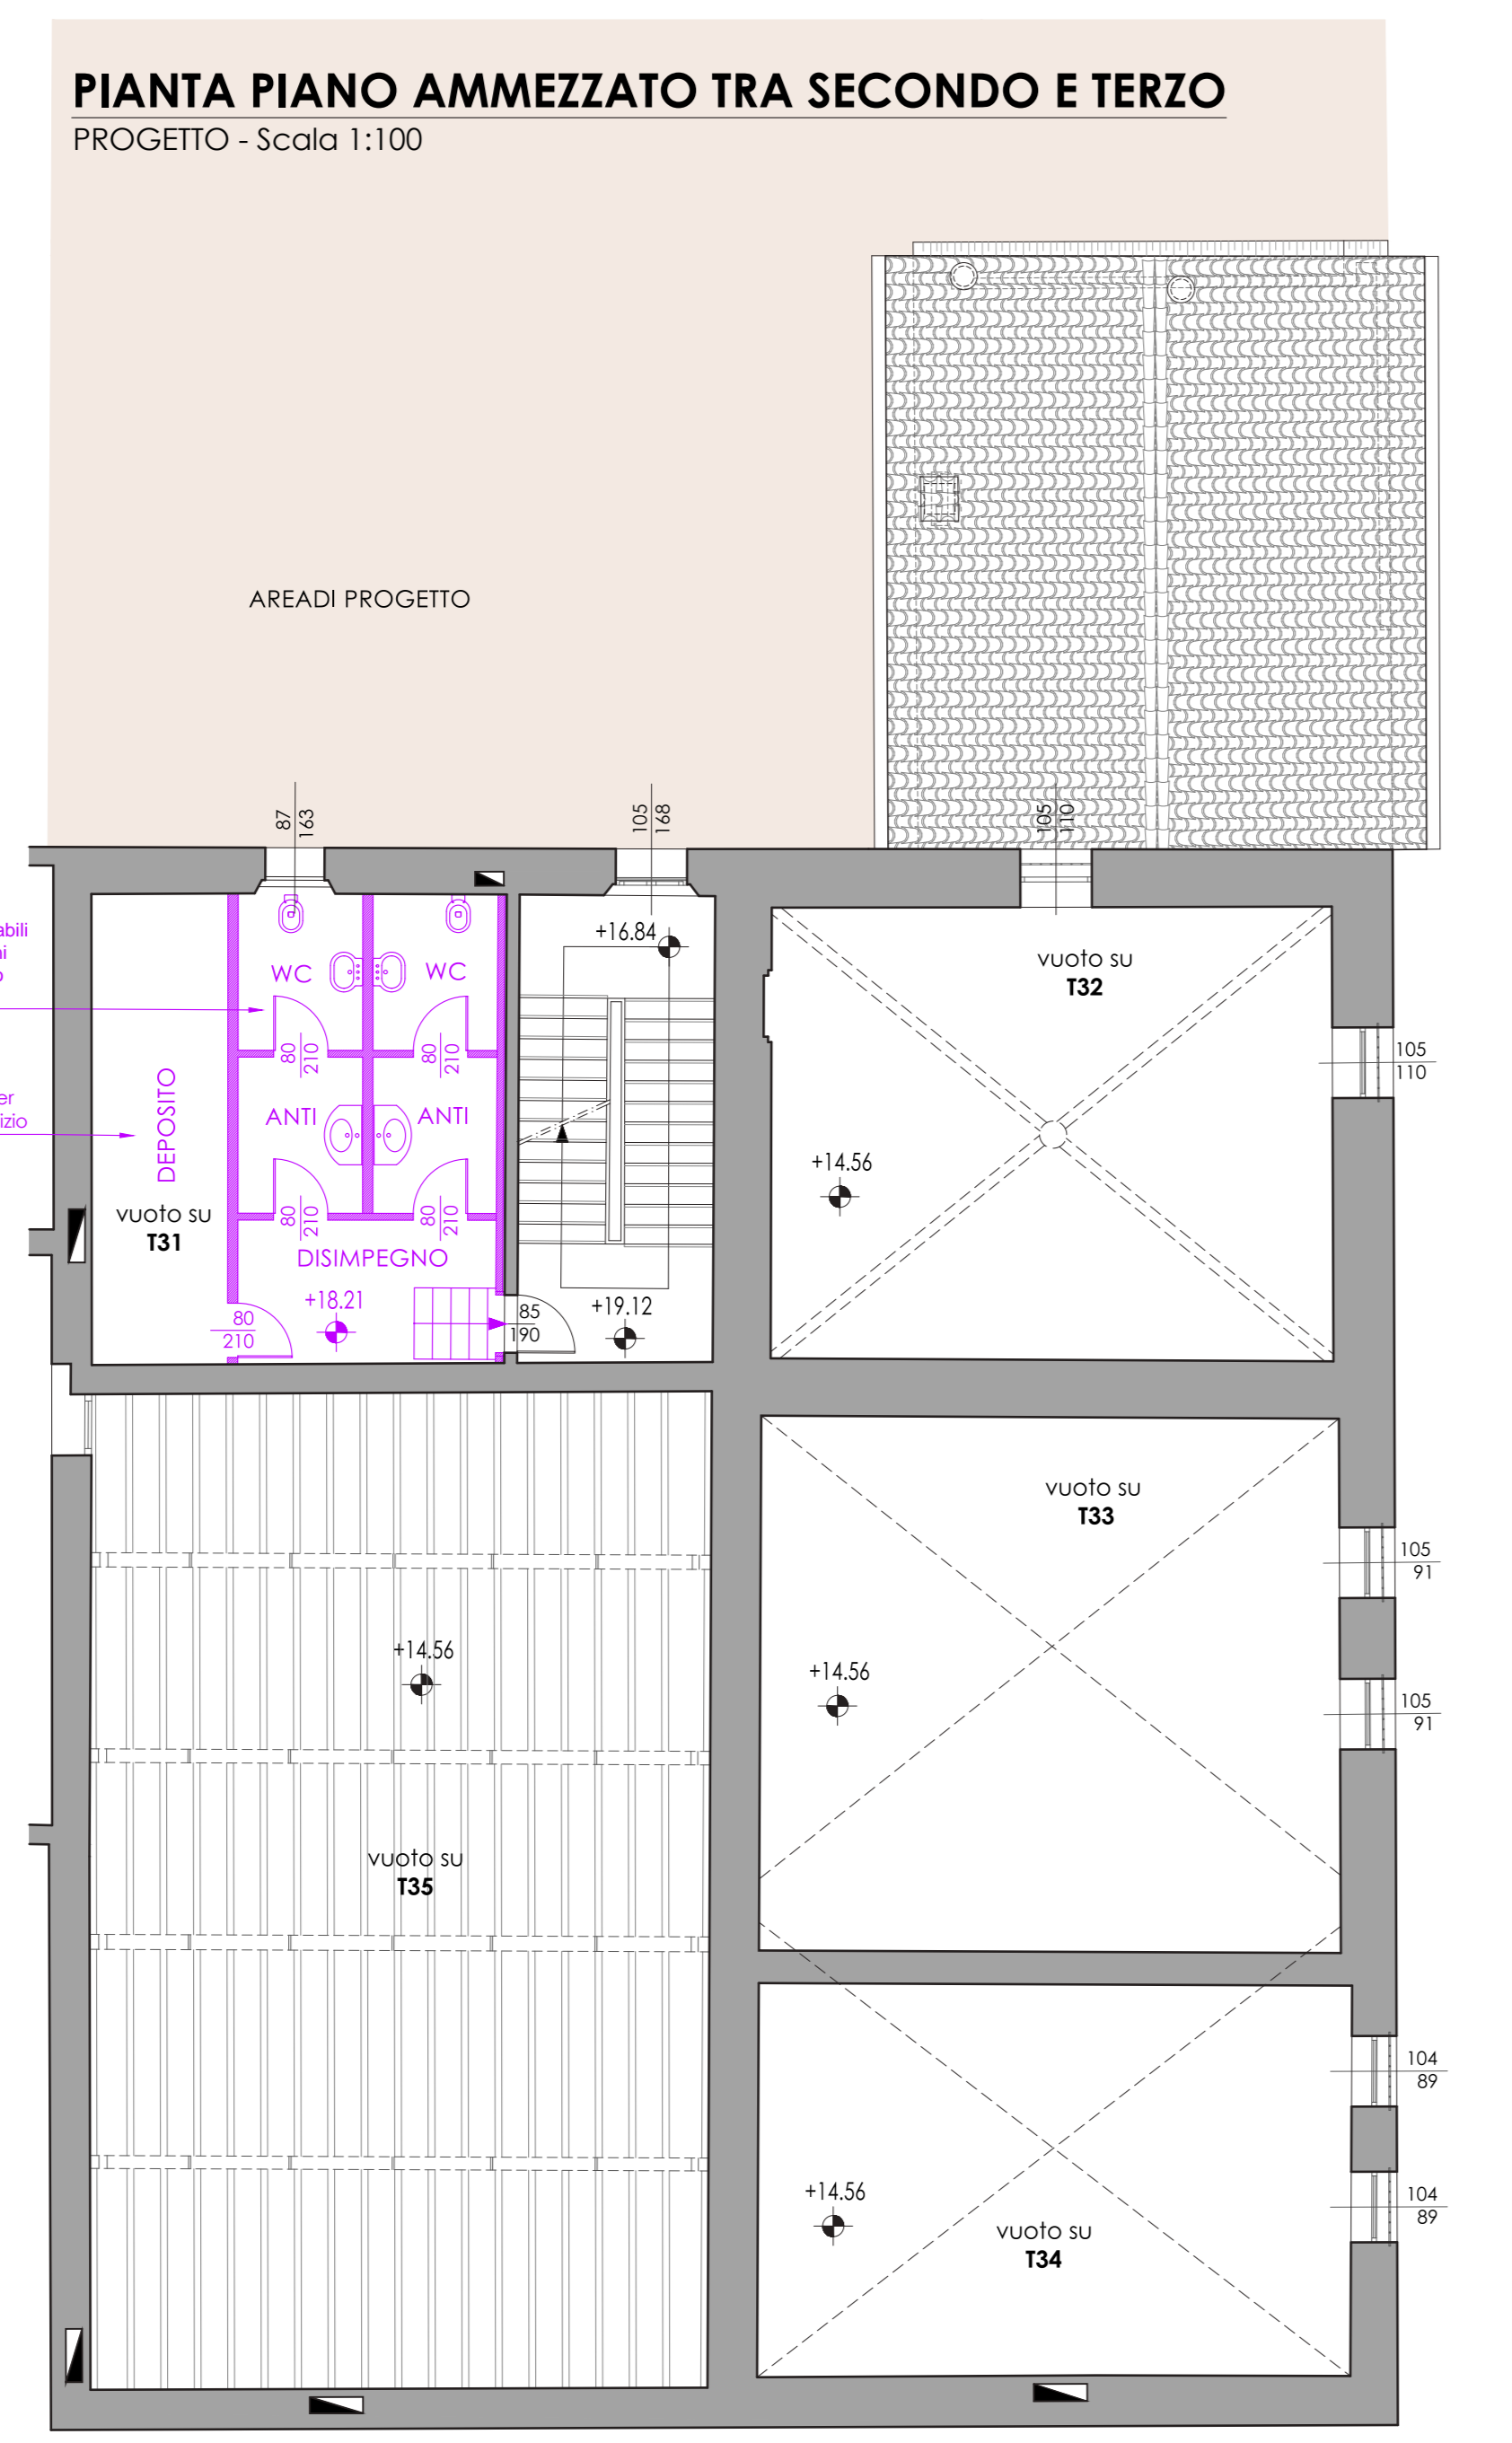 PIANTA PIANO AMMEZZATO TRA SECONDO E TERZO
PROGETTO - Scala 1:100
AREADI PROGETTO
87
163
105
168
105
110
WC
WC
+16.84
vuoto su
T32
105
110
80
210
80
210
DEPOSITO
ANTI
ANTI
+14.56
vuoto su
T31
80
210
80
210
DISIMPEGNO
+18.21
80
210
85
190
+19.12
vuoto su
T33
105
91
+14.56
+14.56
105
91
vuoto su
T35
104
89
+14.56
vuoto su
T34
104
89